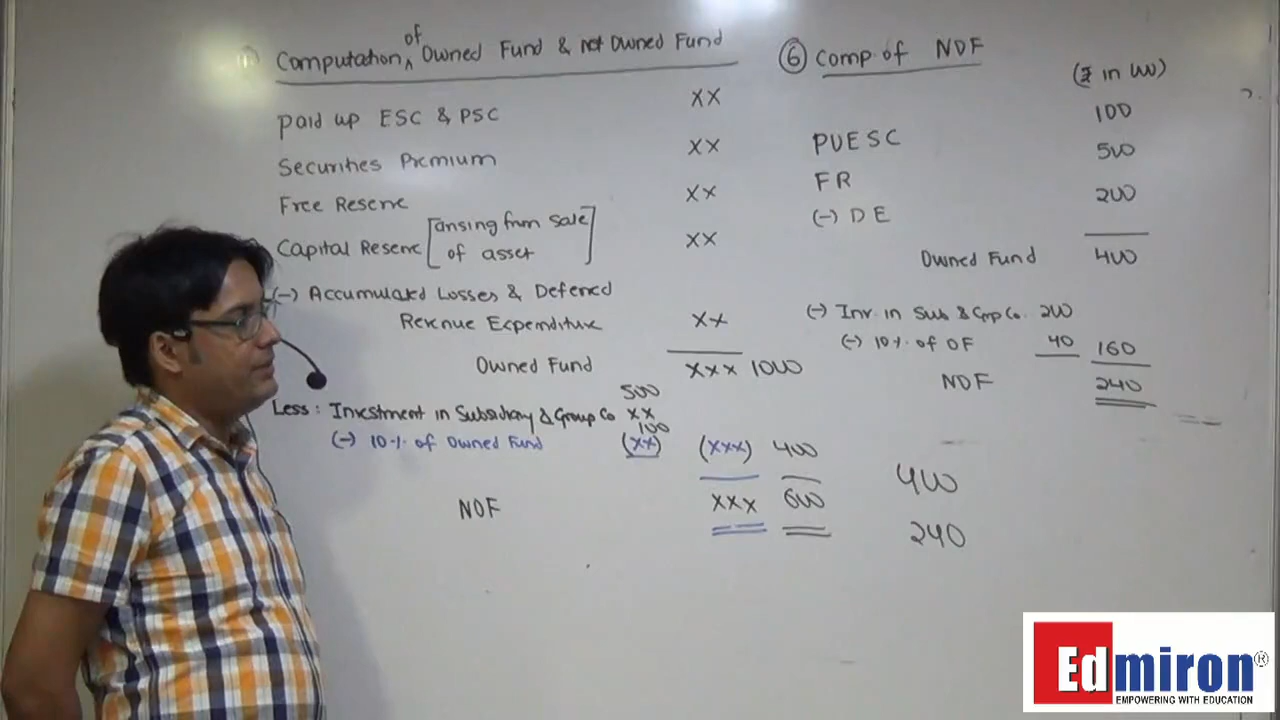 Computation of Owned Fund & not Owned Fund
Paid up ESC & PSC XX
Securities Premium XX
Free Reserve XX
Capital Reserve [arising from sale of asset] XX
(-) Accumulated Losses & Deferred
Revenue Expenditure XX
Owned Fund XXX 1000
500
Less: Investment in Subsidiary & Group Co XX
100
(-) 10% of Owned Fund (XX) (XXX) 400
NOF XXX 600
⑥ Comp. of NOF
(₹ in 000)
PUESC 100
FR 500
(-) DE 200
Owned Fund 400
(-) Inv. in Sub & Grp Co. 200
(-) 10% of OF 40 160
NOF 240
400
240
Edmiron®
EMPOWERING WITH EDUCATION